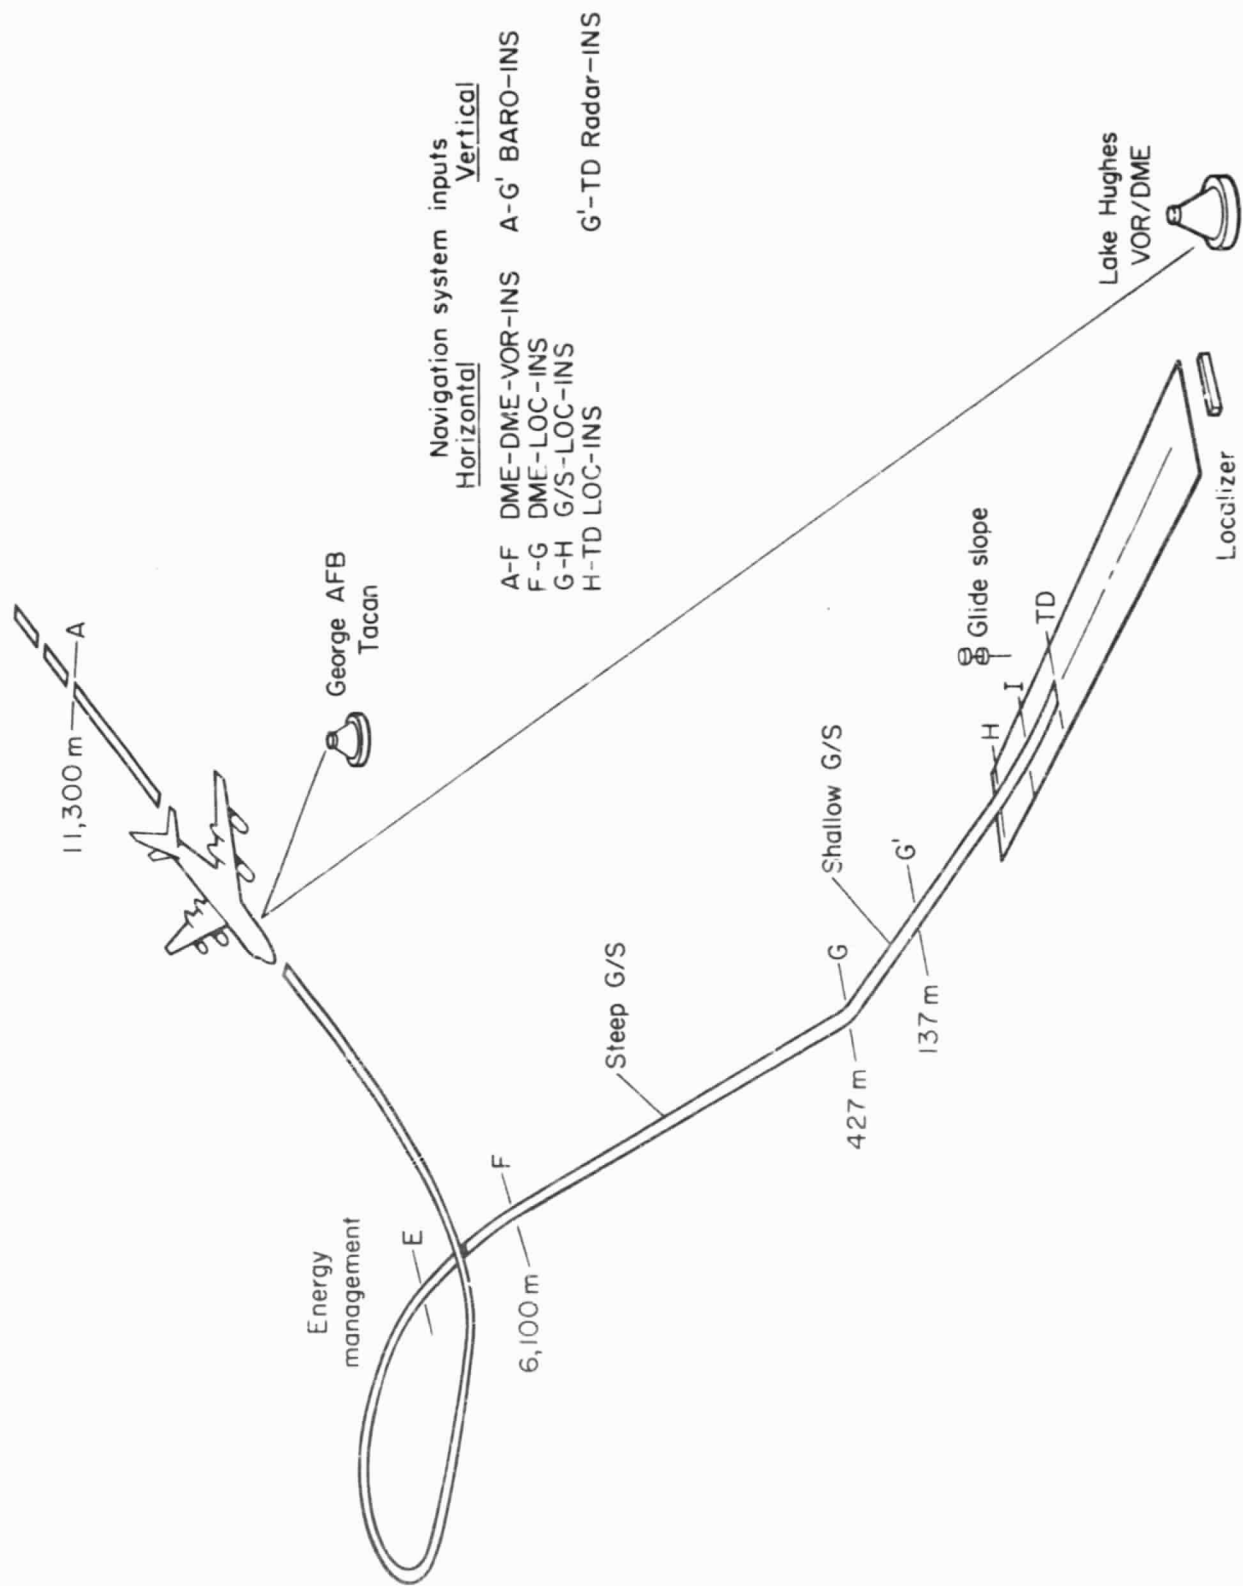 11,300 m
A
George AFB
Tacan
Navigation system inputs
Horizontal Vertical
A-F DME-DME-VOR-INS A-G' BARO-INS
F-G DME-LOC-INS
G-H G/S-LOC-INS
H-TD LOC-INS G'-TD Radar-INS
Energy
management
E
F
6,100 m
Steep G/S
G
427 m
Shallow G/S
G'
137 m
H
I
Glide slope
TD
Lake Hughes
VOR/DME
Localizer